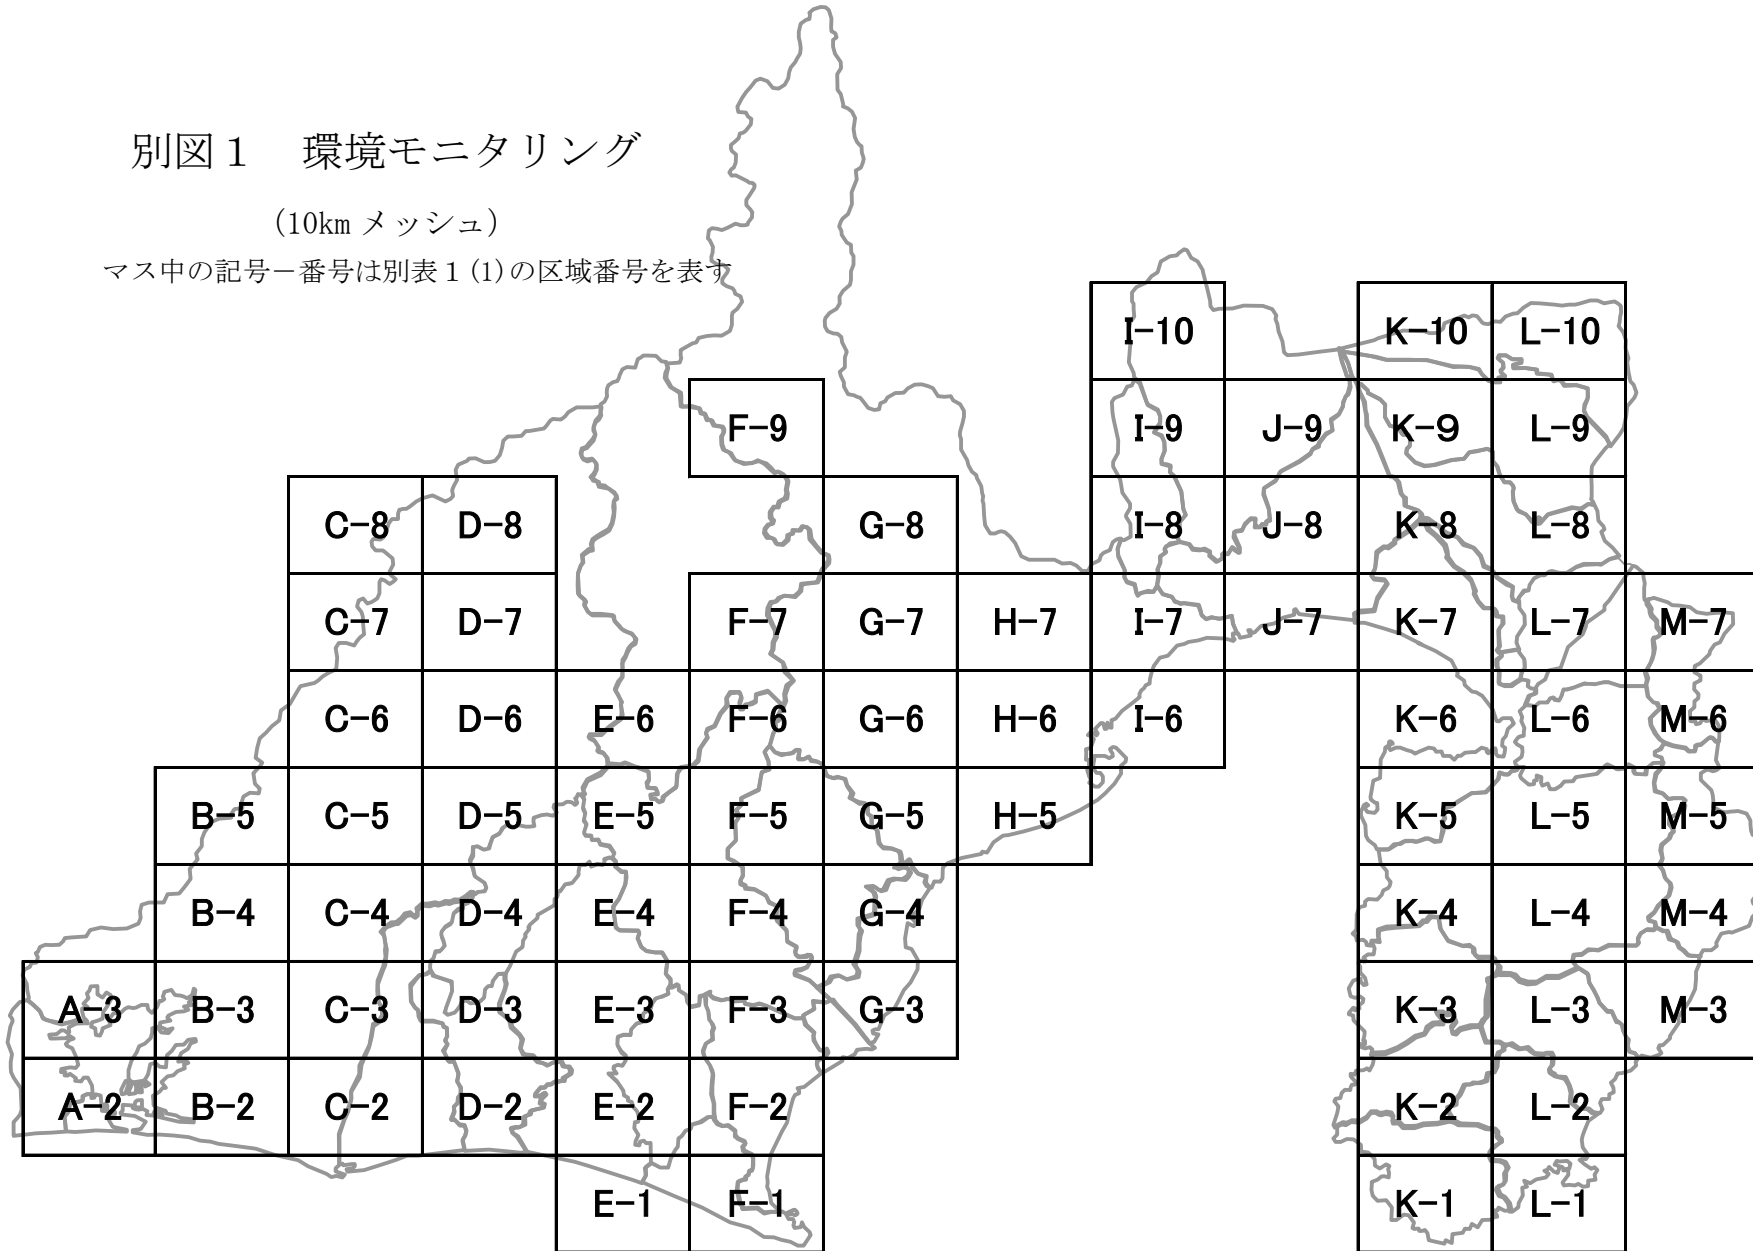 別図１　環境モニタリング
(10km メッシュ)
マス中の記号－番号は別表１(1)の区域番号を表す
I-10 K-10 L-10
F-9 I-9 J-9 K-9 L-9
C-8 D-8 G-8 I-8 J-8 K-8 L-8
C-7 D-7 F-7 G-7 H-7 I-7 J-7 K-7 L-7 M-7
C-6 D-6 E-6 F-6 G-6 H-6 I-6 K-6 L-6 M-6
B-5 C-5 D-5 E-5 F-5 G-5 H-5 K-5 L-5 M-5
B-4 C-4 D-4 E-4 F-4 G-4 K-4 L-4 M-4
A-3 B-3 C-3 D-3 E-3 F-3 G-3 K-3 L-3 M-3
A-2 B-2 C-2 D-2 E-2 F-2 K-2 L-2
E-1 F-1 K-1 L-1